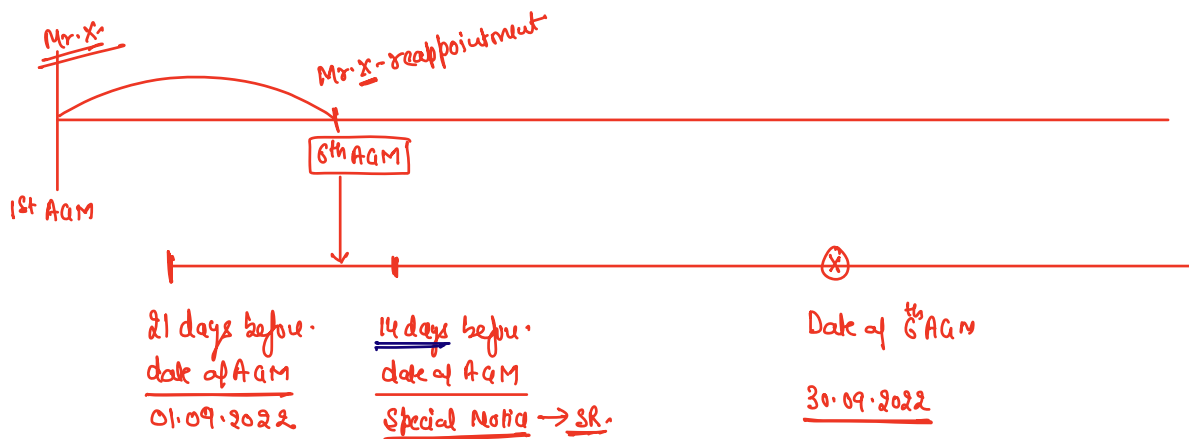 Mr. X.
Mr. X - reappointment
6th AGM
1st AGM
21 days before.
date of AGM
01.09.2022
14 days before.
date of AGM
Special Notice → SR.
X
Date of 6th AGM
30.09.2022